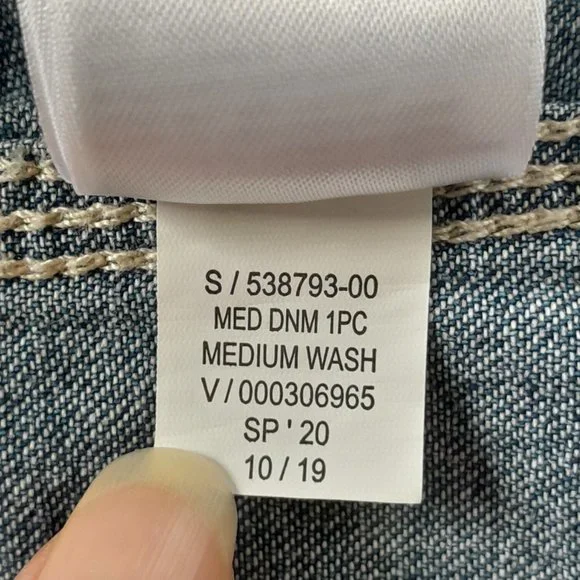 S / 538793-00
MED DNM 1PC
MEDIUM WASH
V / 000306965
SP ' 20
10 / 19